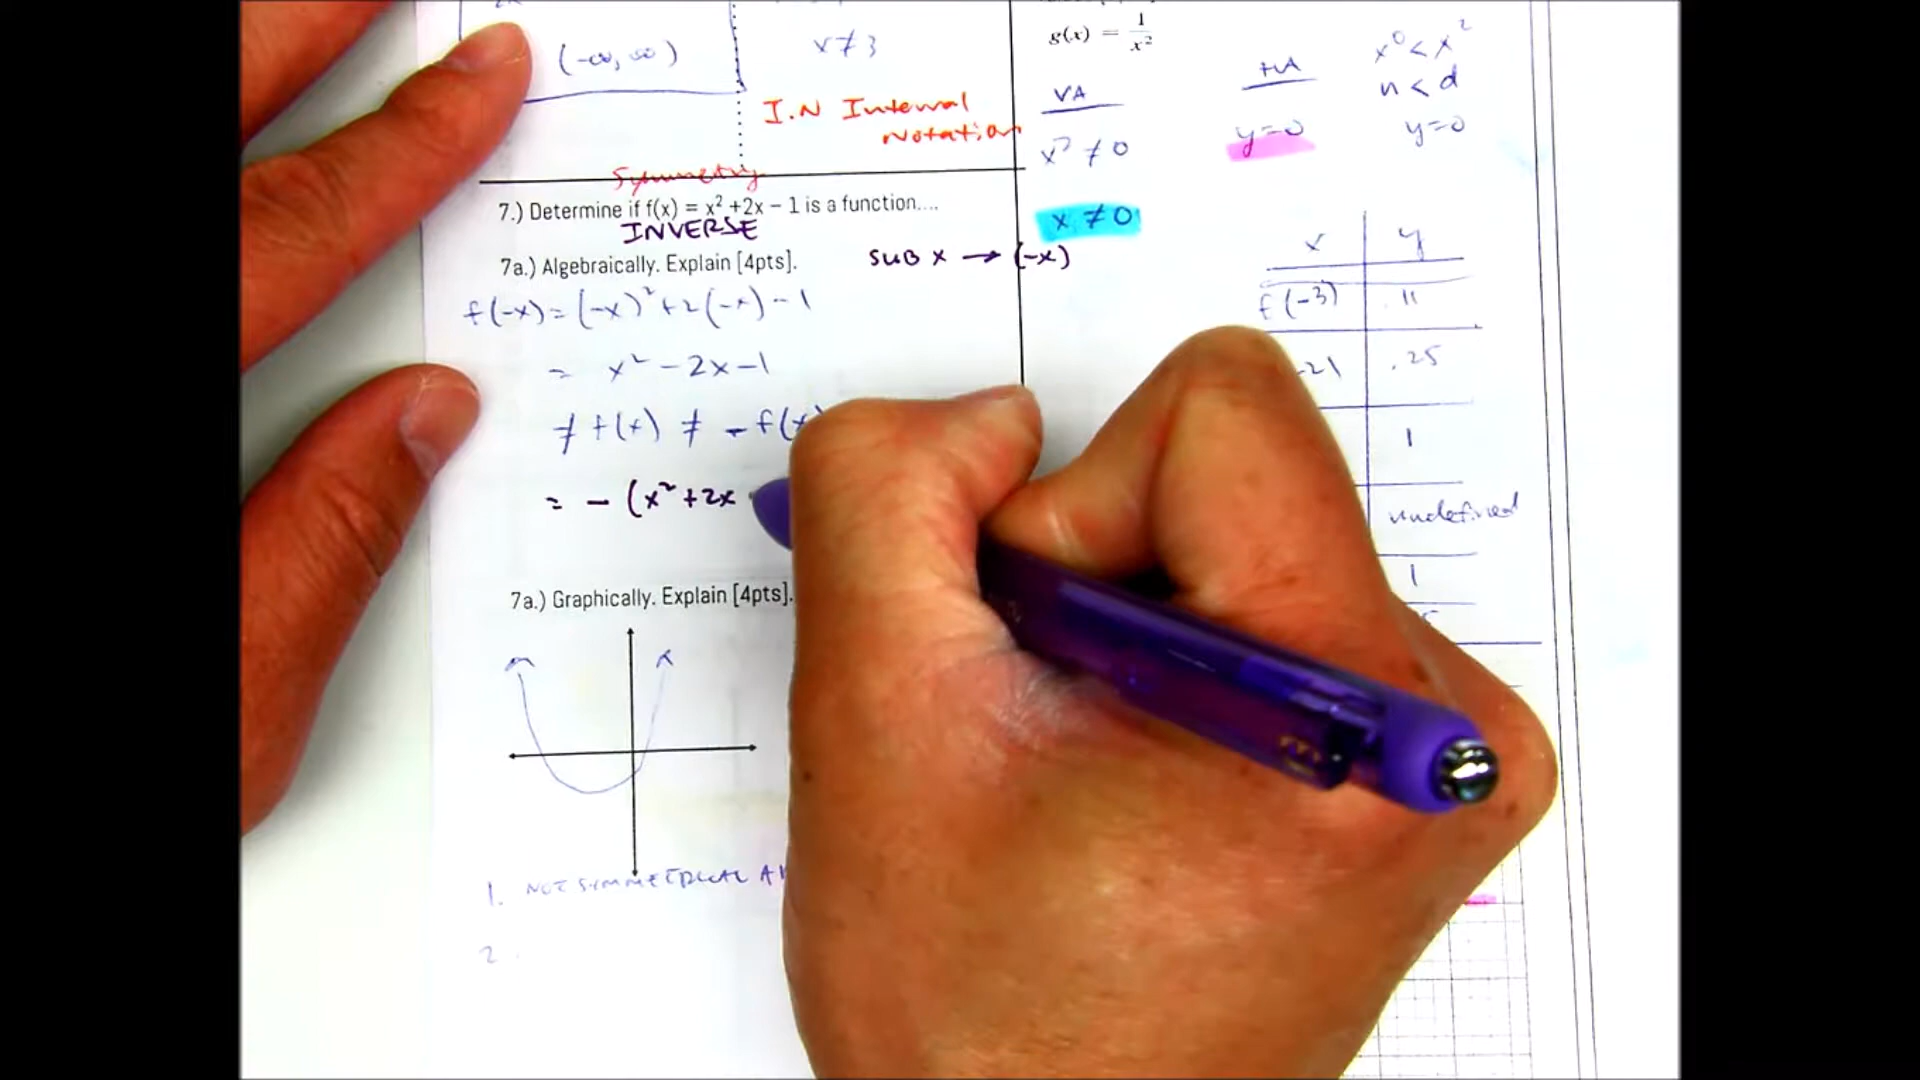 (-∞, ∞)
x ≠ 3
I.N Interval
Notation
Symmetry
7.) Determine if f(x) = x² +2x – 1 is a function....
INVERSE
7a.) Algebraically. Explain [4pts].
SUB x → (-x)
f(-x) = (-x)² + 2(-x) - 1
= x² - 2x - 1
≠ f(x) ≠ - f(x)
= - (x² + 2x
7a.) Graphically. Explain [4pts].
1. NOT SYMMETRICAL
2.
g(x) = 1/x²
VA
x² ≠ 0
x ≠ 0
HA
y = 0
x⁰ < x²
n < d
y = 0
x y
f(-3) .11
-2) .25
1
undefined
1